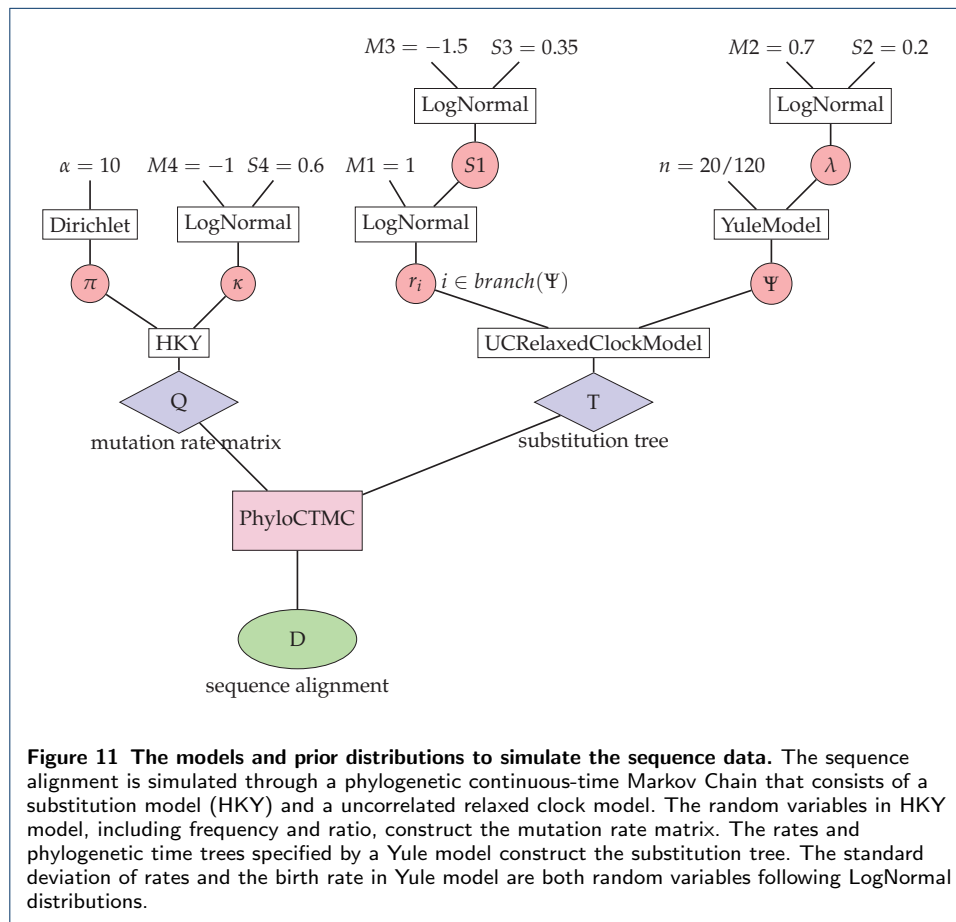 M3 = −1.5 S3 = 0.35 M2 = 0.7 S2 = 0.2
LogNormal LogNormal
α = 10 M4 = −1 S4 = 0.6 M1 = 1 S1 n = 20/120 λ
Dirichlet LogNormal LogNormal YuleModel
π κ r_i i ∈ branch(Ψ) Ψ
HKY UCRelaxedClockModel
Q T
mutation rate matrix substitution tree
PhyloCTMC
D
sequence alignment
Figure 11 The models and prior distributions to simulate the sequence data. The sequence
alignment is simulated through a phylogenetic continuous-time Markov Chain that consists of a
substitution model (HKY) and a uncorrelated relaxed clock model. The random variables in HKY
model, including frequency and ratio, construct the mutation rate matrix. The rates and
phylogenetic time trees specified by a Yule model construct the substitution tree. The standard
deviation of rates and the birth rate in Yule model are both random variables following LogNormal
distributions.